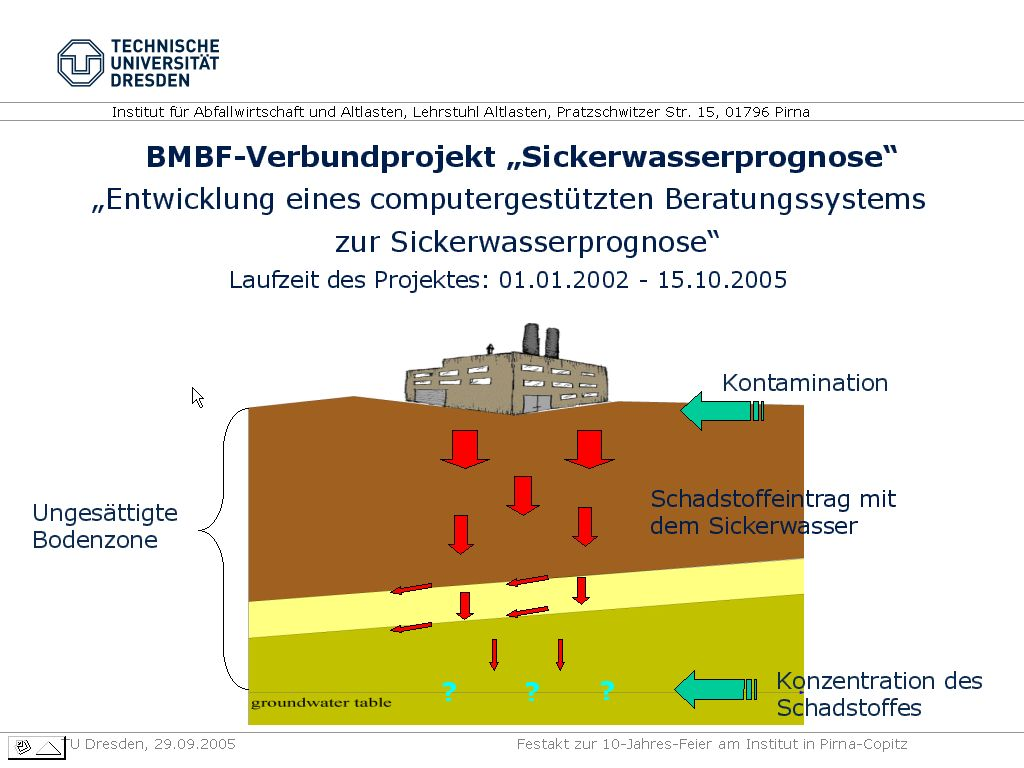 TECHNISCHE
UNIVERSITÄT
DRESDEN
Institut für Abfallwirtschaft und Altlasten, Lehrstuhl Altlasten, Pratzschwitzer Str. 15, 01796 Pirna
BMBF-Verbundprojekt „Sickerwasserprognose“
„Entwicklung eines computergestützten Beratungssystems
zur Sickerwasserprognose“
Laufzeit des Projektes: 01.01.2002 - 15.10.2005
Kontamination
Schadstoffeintrag mit
dem Sickerwasser
Ungesättigte
Bodenzone
? ? ?
groundwater table
Konzentration des
Schadstoffes
TU Dresden, 29.09.2005
Festakt zur 10-Jahres-Feier am Institut in Pirna-Copitz